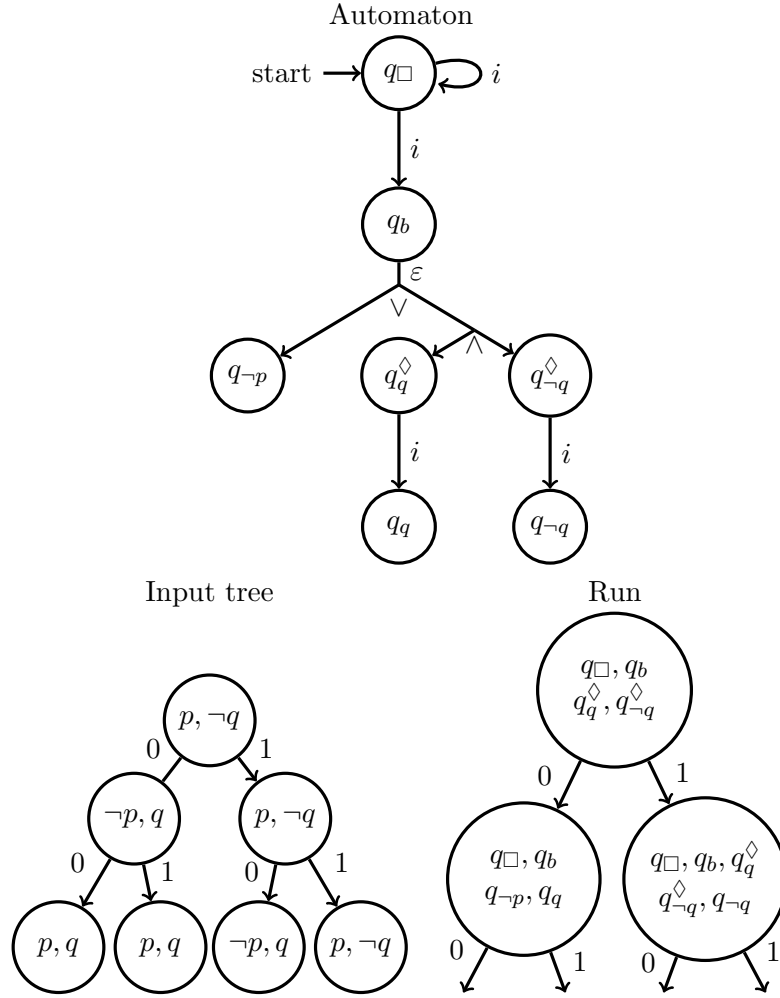 Automaton
start q□ i
i
q_b
ε
∨
∧
q_¬p q_q^◊ q_¬q^◊
i i
q_q q_¬q
Input tree Run
q□, q_b
q_q^◊, q_¬q^◊
p, ¬q
0 1
0 1
¬p, q p, ¬q
q□, q_b
q_¬p, q_q
q□, q_b, q_q^◊
q_¬q^◊, q_¬q
0 1 0 1
p, q p, q ¬p, q p, ¬q
0 1 0 1